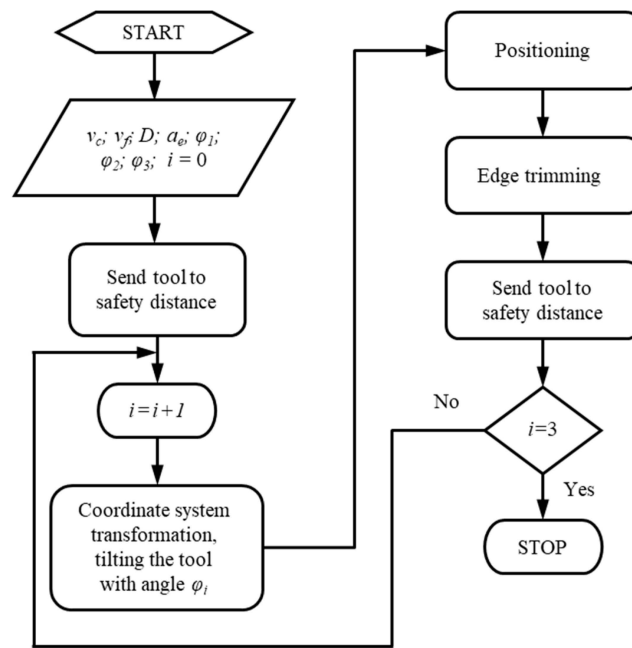 START
v_c; v_f; D; a_e; φ_1;
φ_2; φ_3; i = 0
Send tool to
safety distance
i=i+1
Coordinate system
transformation,
tilting the tool
with angle φ_i
Positioning
Edge trimming
Send tool to
safety distance
i=3
No
Yes
STOP